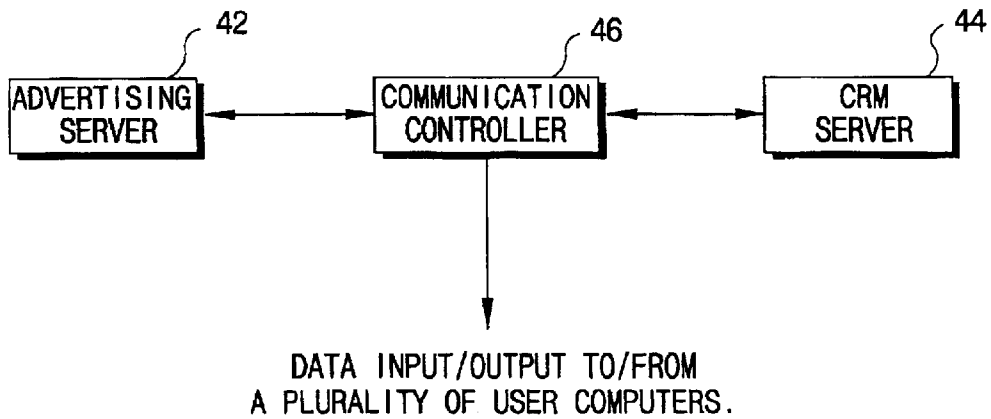 42
46
44
ADVERTISING
SERVER
COMMUNICATION
CONTROLLER
CRM
SERVER
DATA INPUT/OUTPUT TO/FROM
A PLURALITY OF USER COMPUTERS.